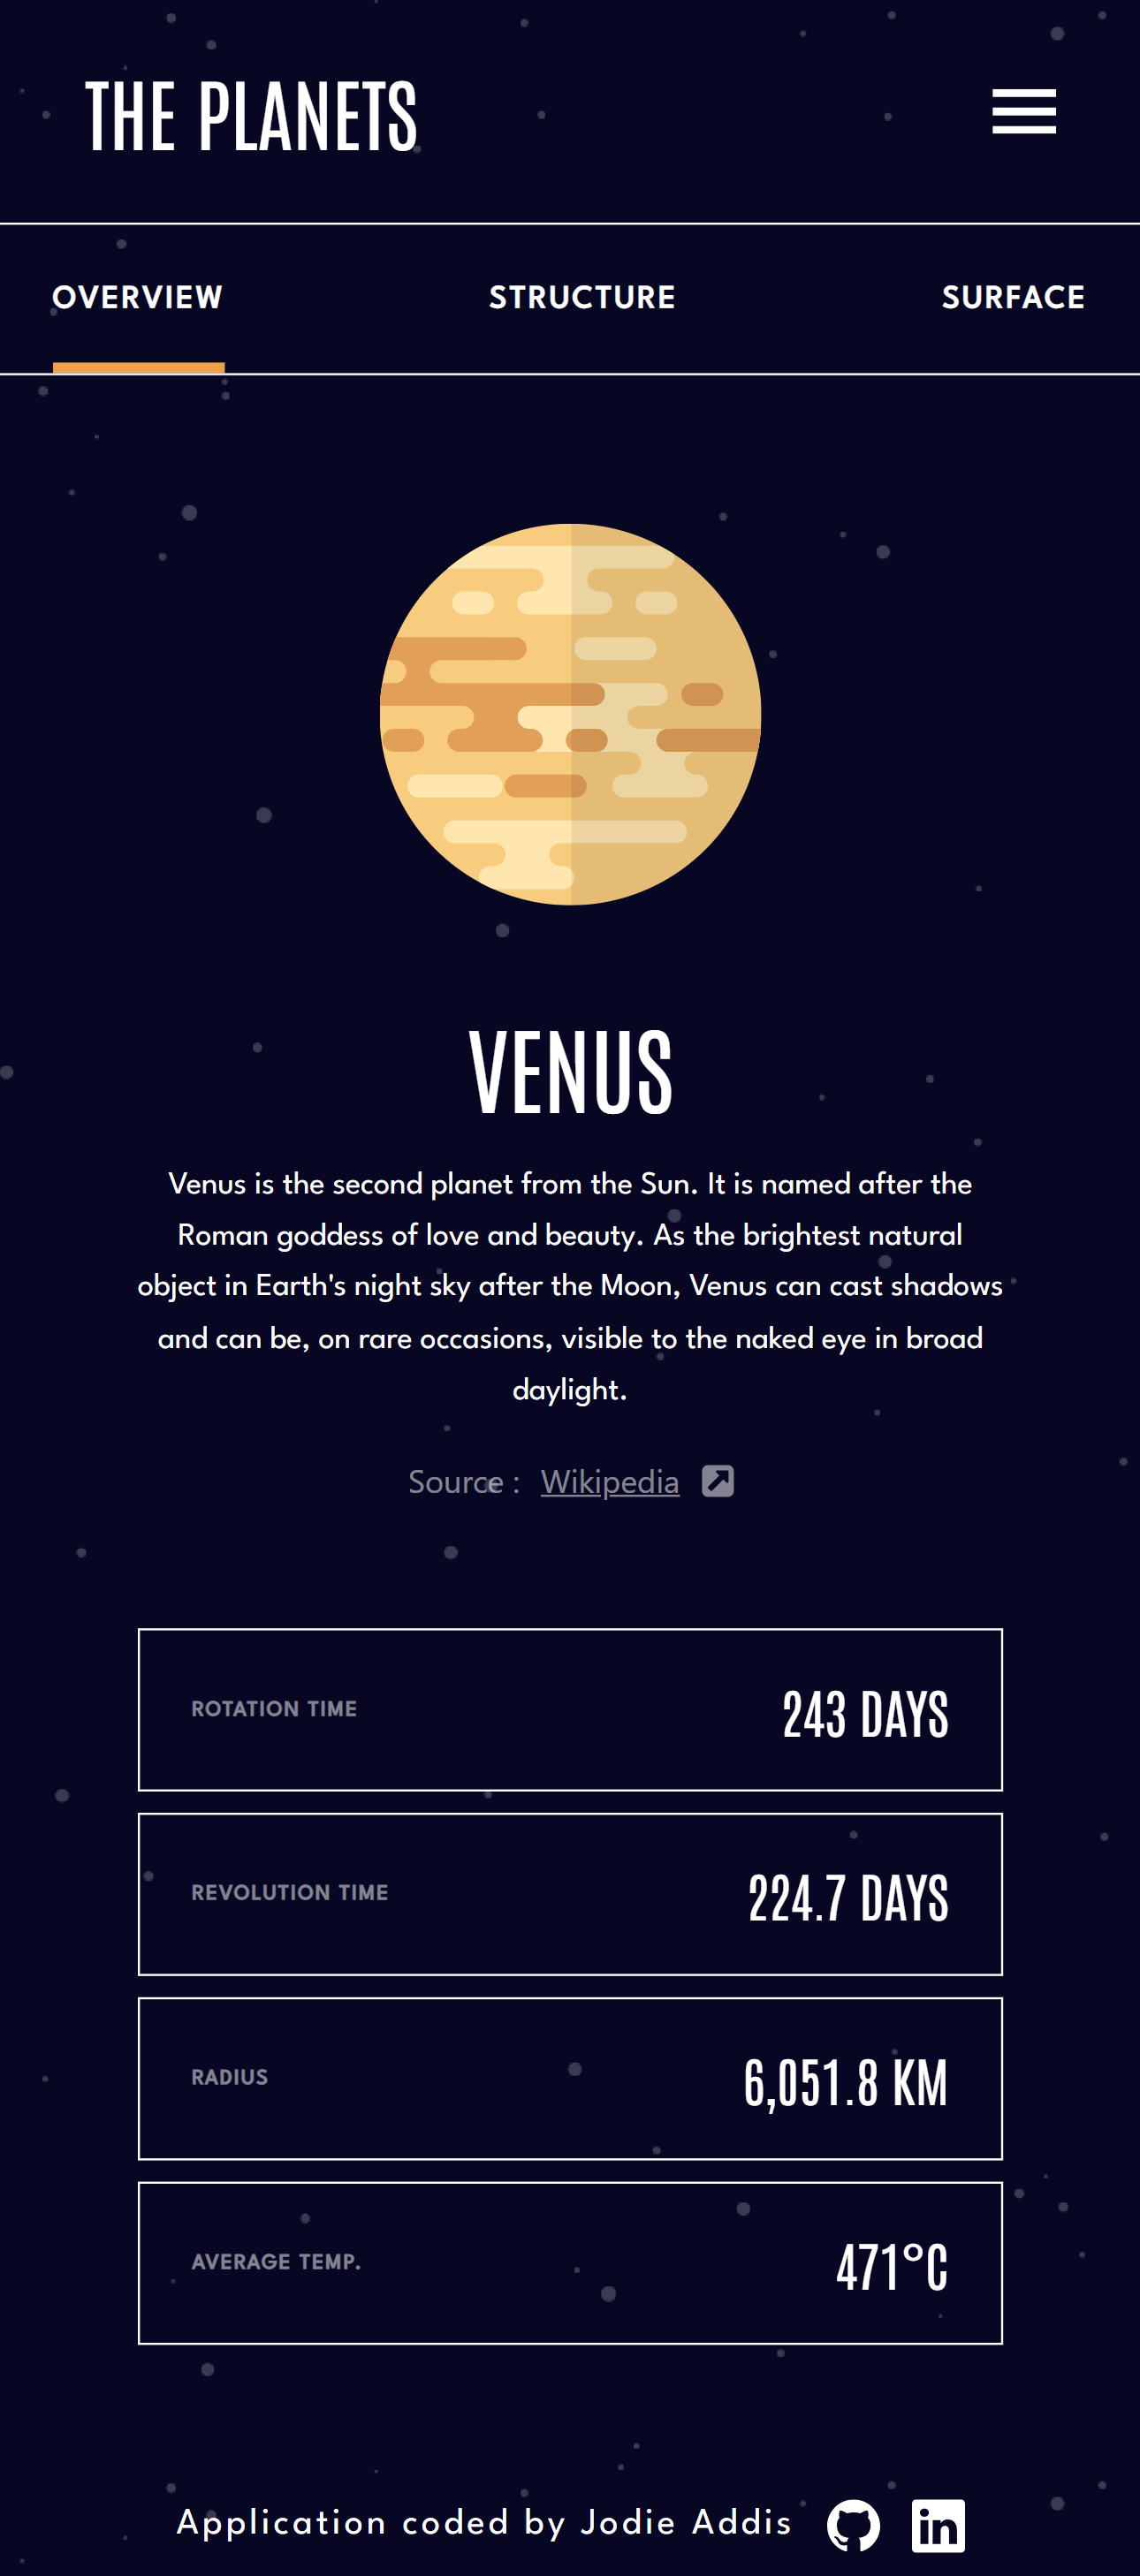 THE PLANETS
OVERVIEW STRUCTURE SURFACE
VENUS
Venus is the second planet from the Sun. It is named after the
Roman goddess of love and beauty. As the brightest natural
object in Earth's night sky after the Moon, Venus can cast shadows
and can be, on rare occasions, visible to the naked eye in broad
daylight.
Source : Wikipedia
ROTATION TIME 243 DAYS
REVOLUTION TIME 224.7 DAYS
RADIUS 6,051.8 KM
AVERAGE TEMP. 471°C
Application coded by Jodie Addis in